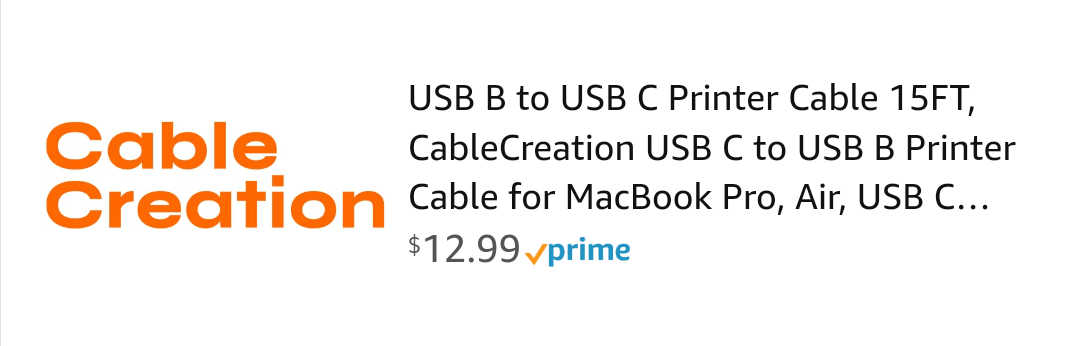 Cable
Creation
USB B to USB C Printer Cable 15FT,
CableCreation USB C to USB B Printer
Cable for MacBook Pro, Air, USB C...
$12.99 prime